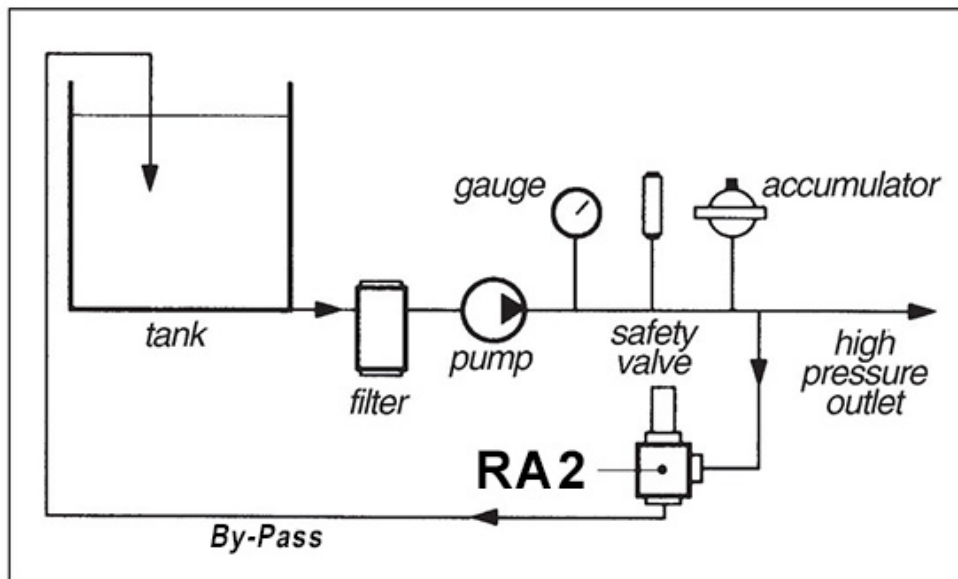 gauge
accumulator
tank
filter
pump
safety
valve
high
pressure
outlet
RA2
By-Pass